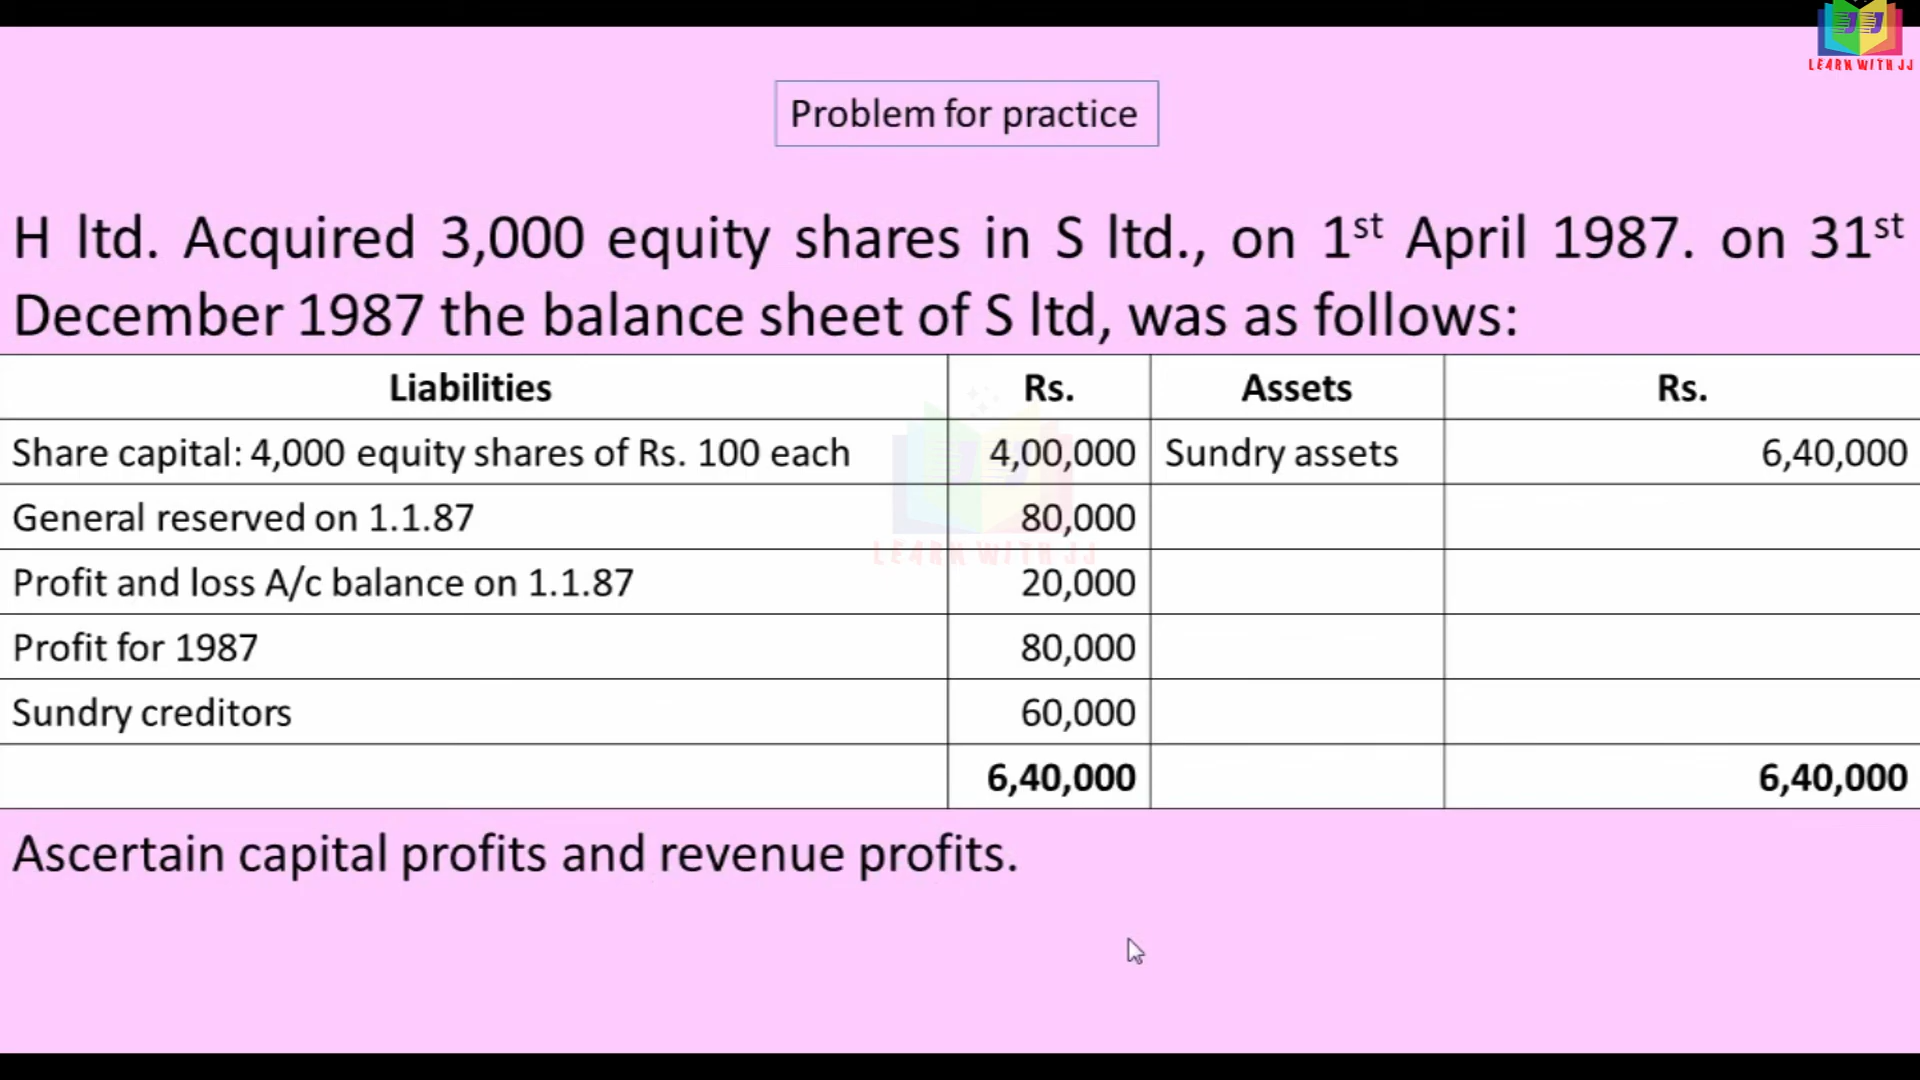 LEARN WITH JJ
Problem for practice
H ltd. Acquired 3,000 equity shares in S ltd., on 1st April 1987. on 31st
December 1987 the balance sheet of S ltd, was as follows:
Liabilities Rs. Assets Rs.
Share capital: 4,000 equity shares of Rs. 100 each 4,00,000 Sundry assets 6,40,000
General reserved on 1.1.87 80,000
LEARN WITH JJ
Profit and loss A/c balance on 1.1.87 20,000
Profit for 1987 80,000
Sundry creditors 60,000
6,40,000 6,40,000
Ascertain capital profits and revenue profits.